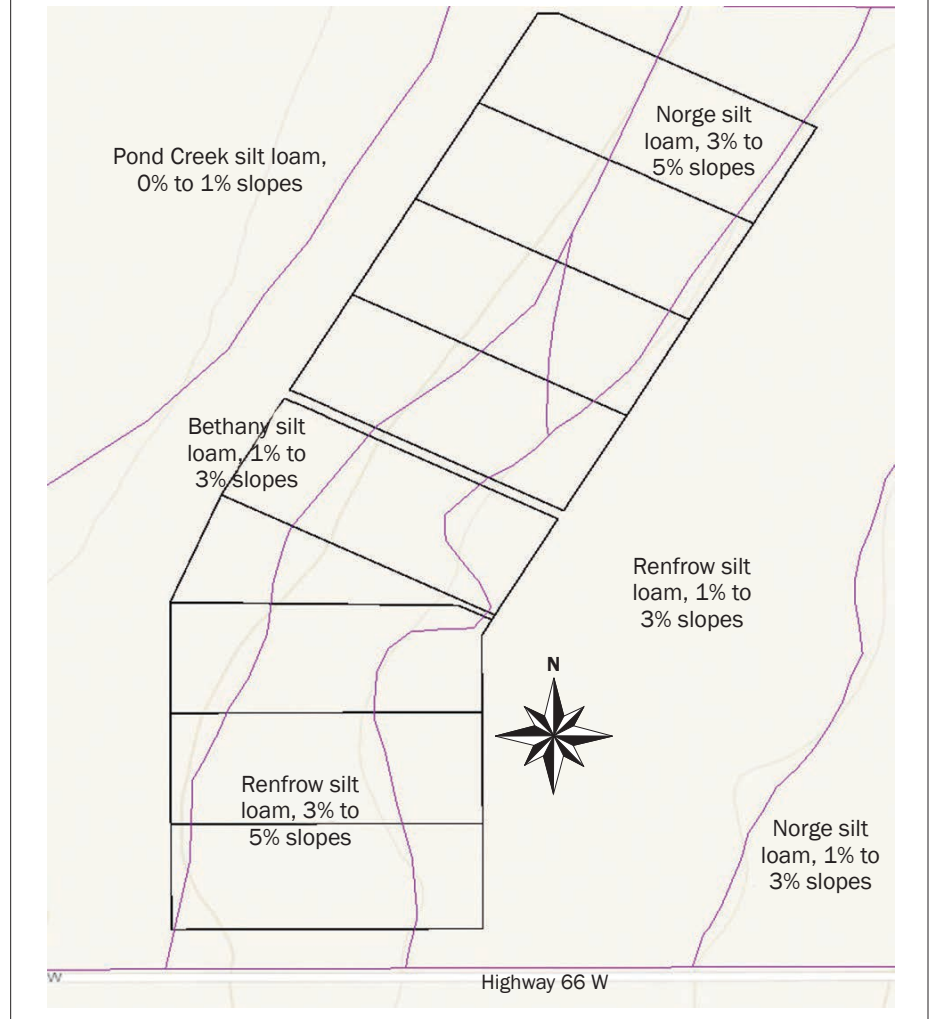 Norge silt
loam, 3% to
5% slopes
Pond Creek silt loam,
0% to 1% slopes
Bethany silt
loam, 1% to
3% slopes
Renfrow silt
loam, 1% to
3% slopes
N
Renfrow silt
loam, 3% to
5% slopes
Norge silt
loam, 1% to
3% slopes
W
Highway 66 W